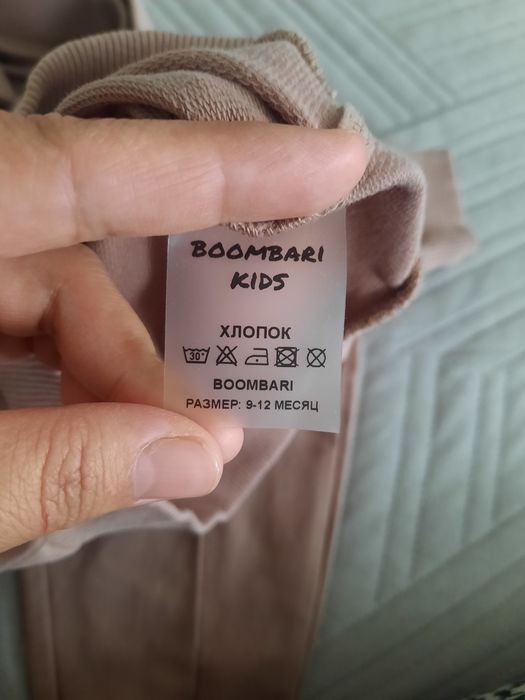 BOOMBARI
KIDS
ХЛОПОК
30°
BOOMBARI
РАЗМЕР: 9-12 МЕСЯЦ